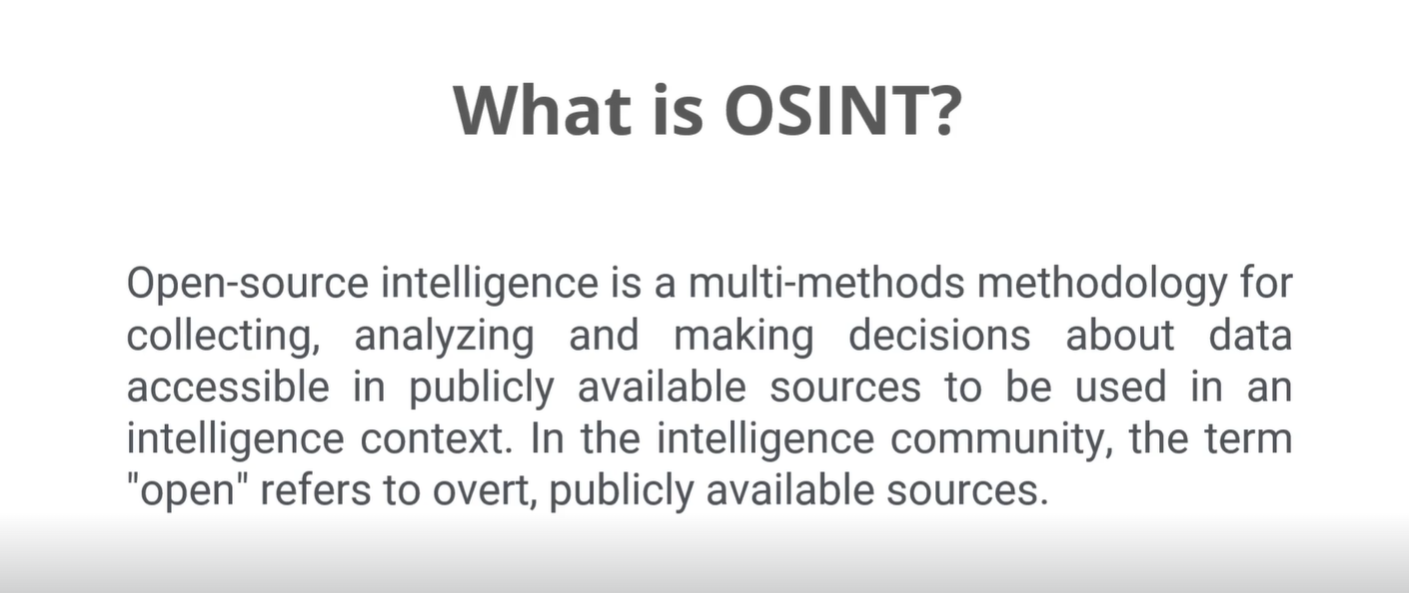 What is OSINT?
Open-source intelligence is a multi-methods methodology for
collecting, analyzing and making decisions about data
accessible in publicly available sources to be used in an
intelligence context. In the intelligence community, the term
"open" refers to overt, publicly available sources.